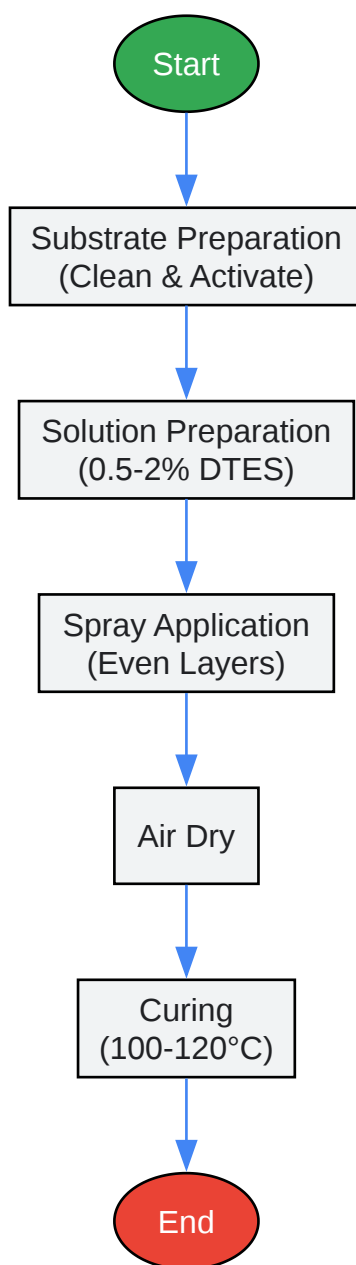 Start
Substrate Preparation
(Clean & Activate)
Solution Preparation
(0.5-2% DTES)
Spray Application
(Even Layers)
Air Dry
Curing
(100-120°C)
End